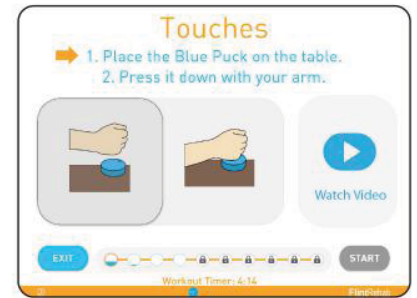 Touches
1. Place the Blue Puck on the table.
2. Press it down with your arm.
Watch Video
EXIT
START
Workout Timer: 4:14
FlintRehab